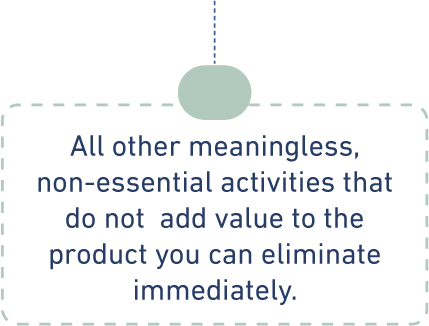 All other meaningless,
non-essential activities that
do not  add value to the
product you can eliminate
immediately.